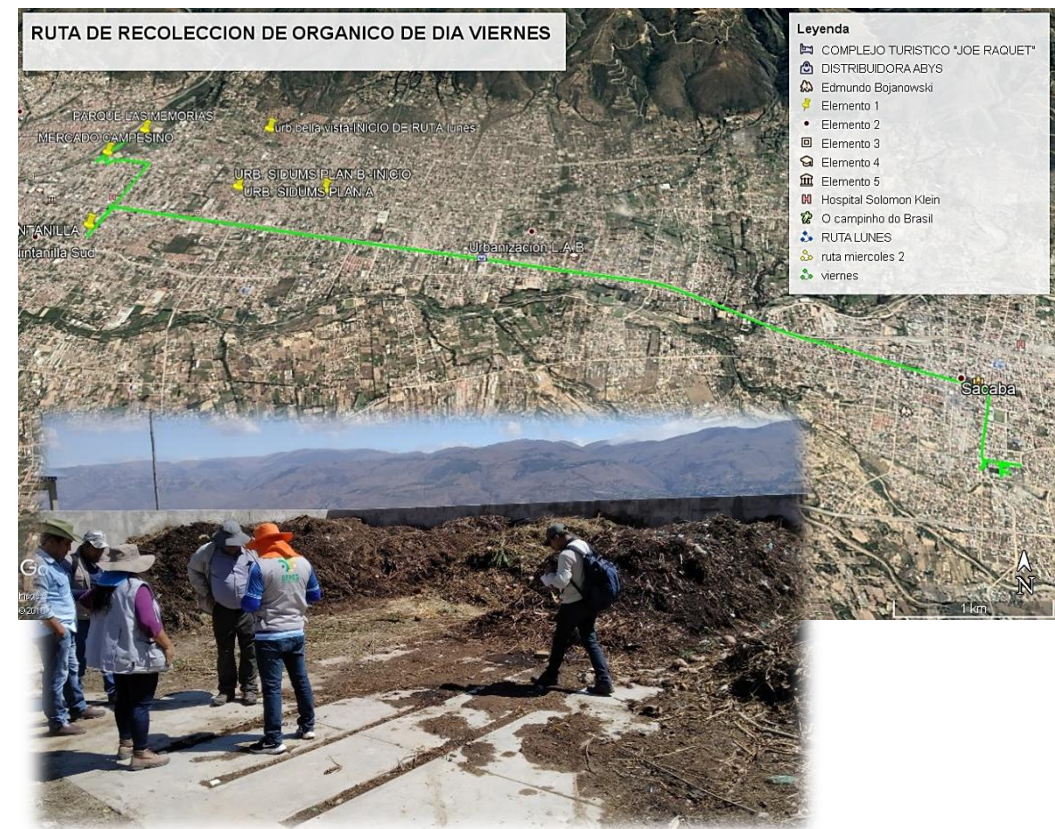 RUTA DE RECOLECCION DE ORGANICO DE DIA VIERNES
Leyenda
COMPLEJO TURISTICO "JOE RAQUET"
DISTRIBUIDORA ABYS
Edmundo Bojanowski
Elemento 1
Elemento 2
Elemento 3
Elemento 4
Elemento 5
Hospital Solomon Klein
O campinho do Brasil
RUTA LUNES
ruta miercoles 2
viernes
PARQUE LAS MEMORIAS
MERCADO CAMPESINO
urb.bella vista-INICIO DE RUTA lunes
URB. SIDUMS PLAN B-INICIO
URB. SIDUMS PLAN A
NTANILLA
uintanilla Sud
Urbanización L.A.B
Sacaba
Go
N
1 km